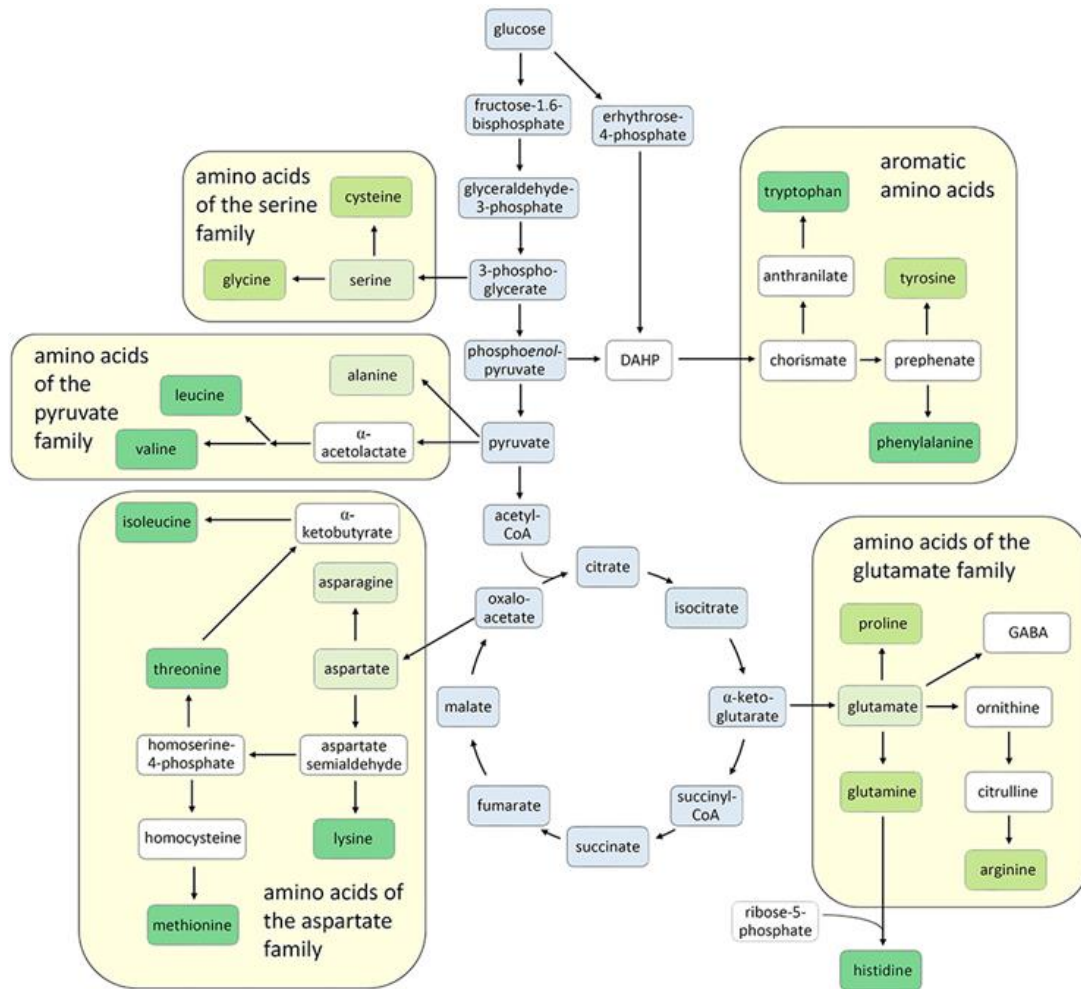 glucose
fructose-1.6-
bisphosphate
erhythrose-
4-phosphate
glyceraldehyde-
3-phosphate
3-phospho-
glycerate
phosphoenol-
pyruvate
DAHP
pyruvate
acetyl-
CoA
amino acids
of the serine
family
cysteine
glycine
serine
amino acids
of the
pyruvate
family
alanine
leucine
valine
α-
acetolactate
aromatic
amino acids
tryptophan
anthranilate
tyrosine
chorismate
prephenate
phenylalanine
isoleucine
α-
ketobutyrate
asparagine
threonine
aspartate
homoserine-
4-phosphate
aspartate
semialdehyde
homocysteine
lysine
methionine
amino acids of
the aspartate
family
citrate
oxalo-
acetate
isocitrate
malate
α-keto-
glutarate
fumarate
succinyl-
CoA
succinate
amino acids of the
glutamate family
proline
GABA
glutamate
ornithine
glutamine
citrulline
arginine
ribose-5-
phosphate
histidine